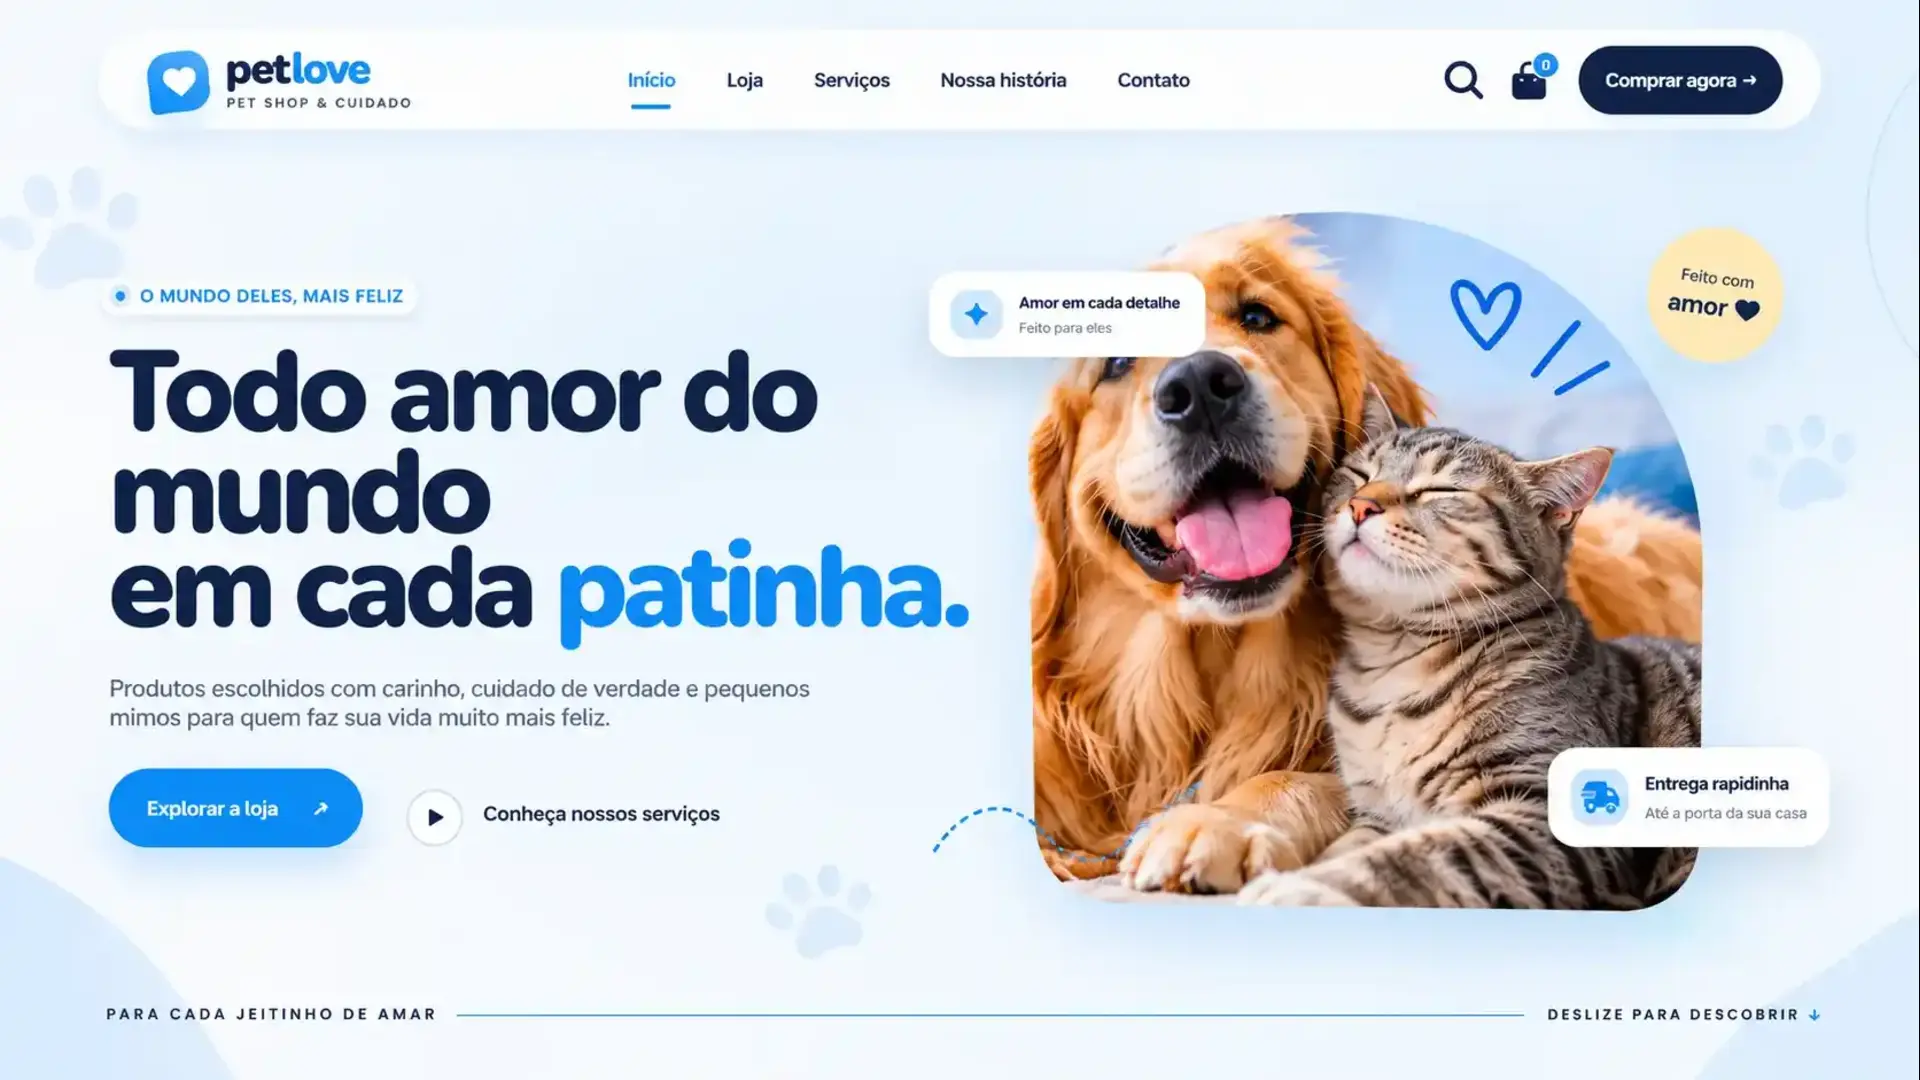 petlove
PET SHOP & CUIDADO
Início
Loja
Serviços
Nossa história
Contato
0
Comprar agora →
O MUNDO DELES, MAIS FELIZ
Todo amor do
mundo
em cada patinha.
Produtos escolhidos com carinho, cuidado de verdade e pequenos
mimos para quem faz sua vida muito mais feliz.
Explorar a loja ↗
Conheça nossos serviços
Amor em cada detalhe
Feito para eles
Feito com
amor
Entrega rapidinha
Até a porta da sua casa
PARA CADA JEITINHO DE AMAR
DESLIZE PARA DESCOBRIR ↓